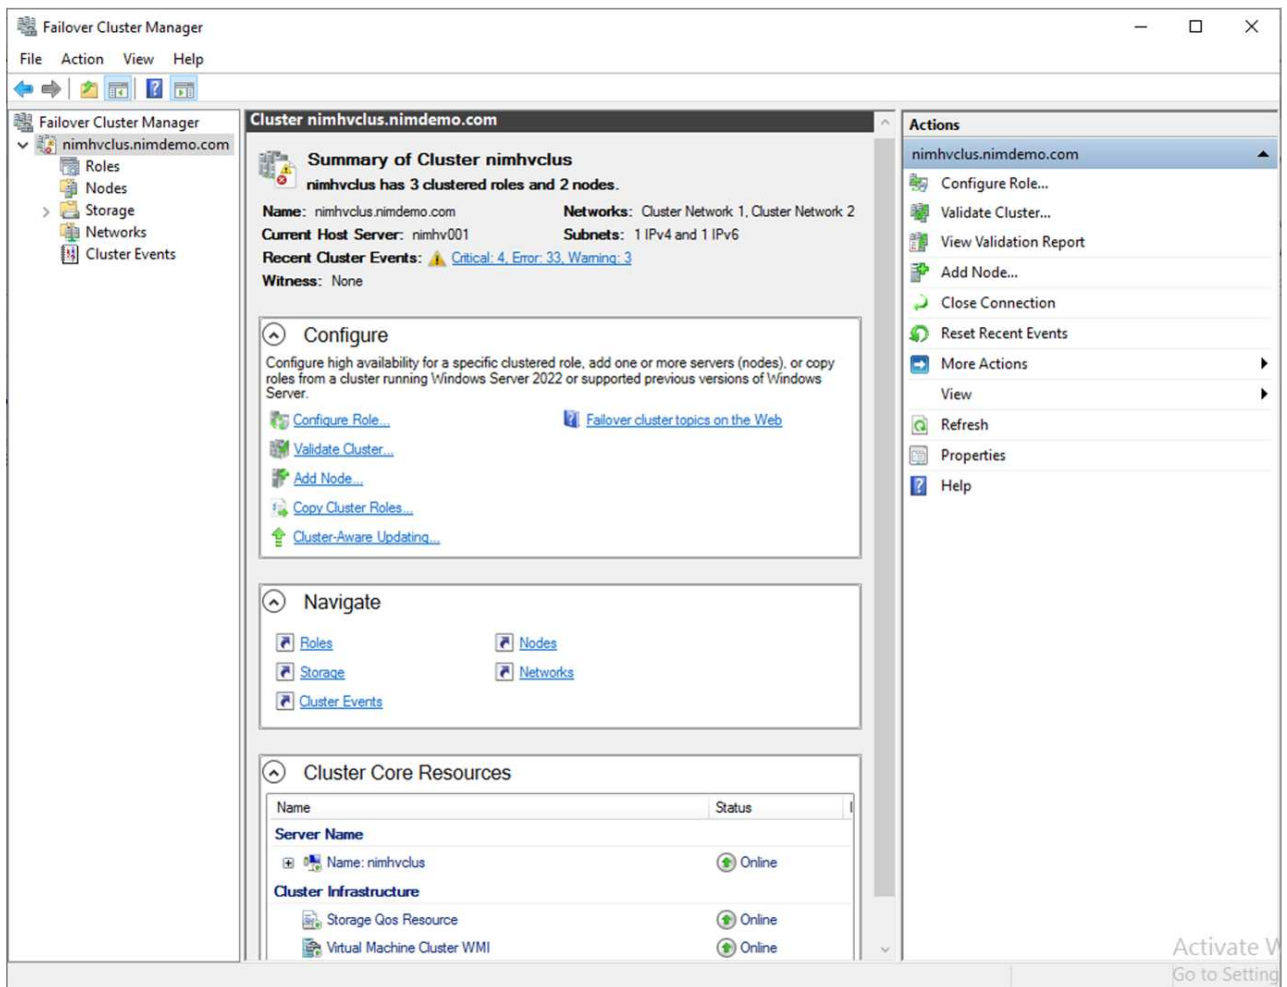 Failover Cluster Manager
File Action View Help
Failover Cluster Manager
nimhvclus.nimdemo.com
Roles
Nodes
Storage
Networks
Cluster Events
Cluster nimhvclus.nimdemo.com
Summary of Cluster nimhvclus
nimhvclus has 3 clustered roles and 2 nodes.
Name: nimhvclus.nimdemo.com Networks: Cluster Network 1, Cluster Network 2
Current Host Server: nimhv001 Subnets: 1 IPv4 and 1 IPv6
Recent Cluster Events: Critical: 4, Error: 33, Warning: 3
Witness: None
Configure
Configure high availability for a specific clustered role, add one or more servers (nodes), or copy
roles from a cluster running Windows Server 2022 or supported previous versions of Windows
Server.
Configure Role... Failover cluster topics on the Web
Validate Cluster...
Add Node...
Copy Cluster Roles...
Cluster-Aware Updating...
Navigate
Roles Nodes
Storage Networks
Cluster Events
Cluster Core Resources
Name Status I
Server Name
Name: nimhvclus Online
Cluster Infrastructure
Storage Qos Resource Online
Virtual Machine Cluster WMI Online
Actions
nimhvclus.nimdemo.com
Configure Role...
Validate Cluster...
View Validation Report
Add Node...
Close Connection
Reset Recent Events
More Actions
View
Refresh
Properties
Help
Activate W
Go to Setting